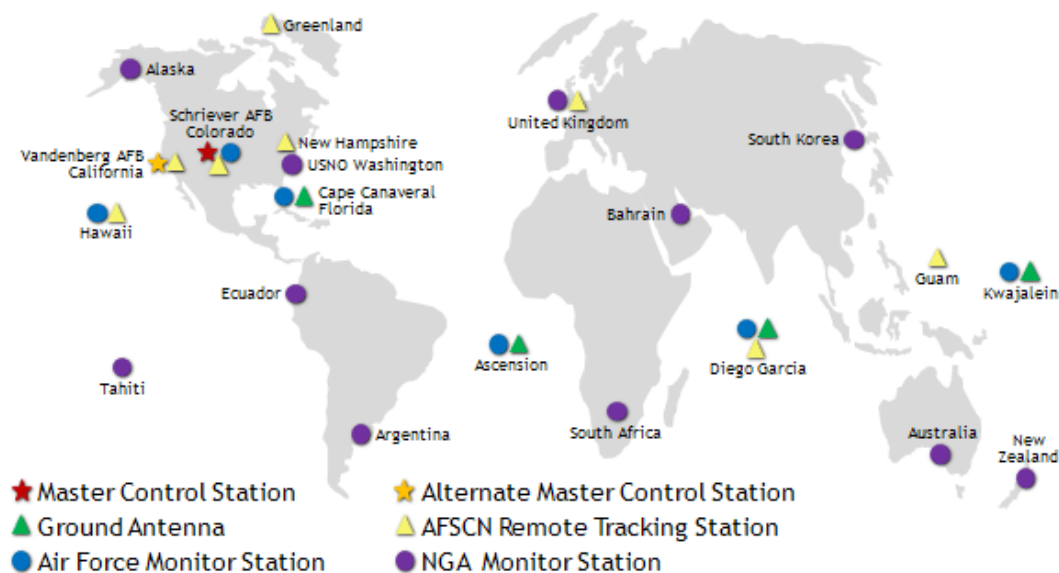 Greenland
Alaska
Schriever AFB
Colorado
United Kingdom
New Hampshire
South Korea
Vandenberg AFB
California
USNO Washington
Cape Canaveral
Florida
Bahrain
Hawaii
Guam
Kwajalein
Ecuador
Ascension
Diego Garcia
Tahiti
Argentina
South Africa
Australia
New
Zealand
Master Control Station
Alternate Master Control Station
Ground Antenna
AFSCN Remote Tracking Station
Air Force Monitor Station
NGA Monitor Station